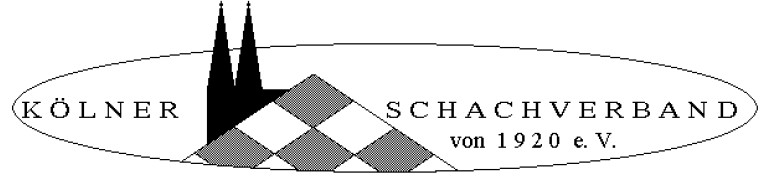 KÖLNER SCHACHVERBAND
von 1920 e. V.